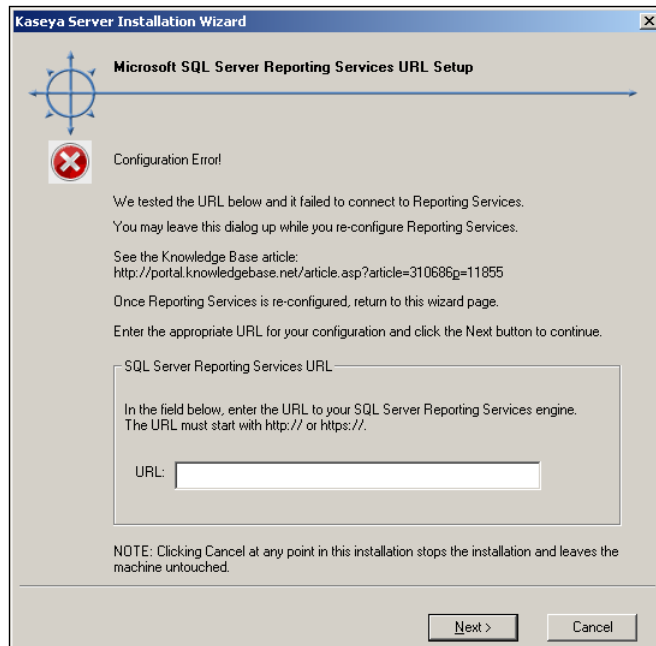 Kaseya Server Installation Wizard
Microsoft SQL Server Reporting Services URL Setup
Configuration Error!
We tested the URL below and it failed to connect to Reporting Services.
You may leave this dialog up while you re-configure Reporting Services.
See the Knowledge Base article:
http://portal.knowledgebase.net/article.asp?article=310686p=11855
Once Reporting Services is re-configured, return to this wizard page.
Enter the appropriate URL for your configuration and click the Next button to continue.
SQL Server Reporting Services URL
In the field below, enter the URL to your SQL Server Reporting Services engine.
The URL must start with http:// or https://.
URL:
NOTE: Clicking Cancel at any point in this installation stops the installation and leaves the
machine untouched.
Next >
Cancel